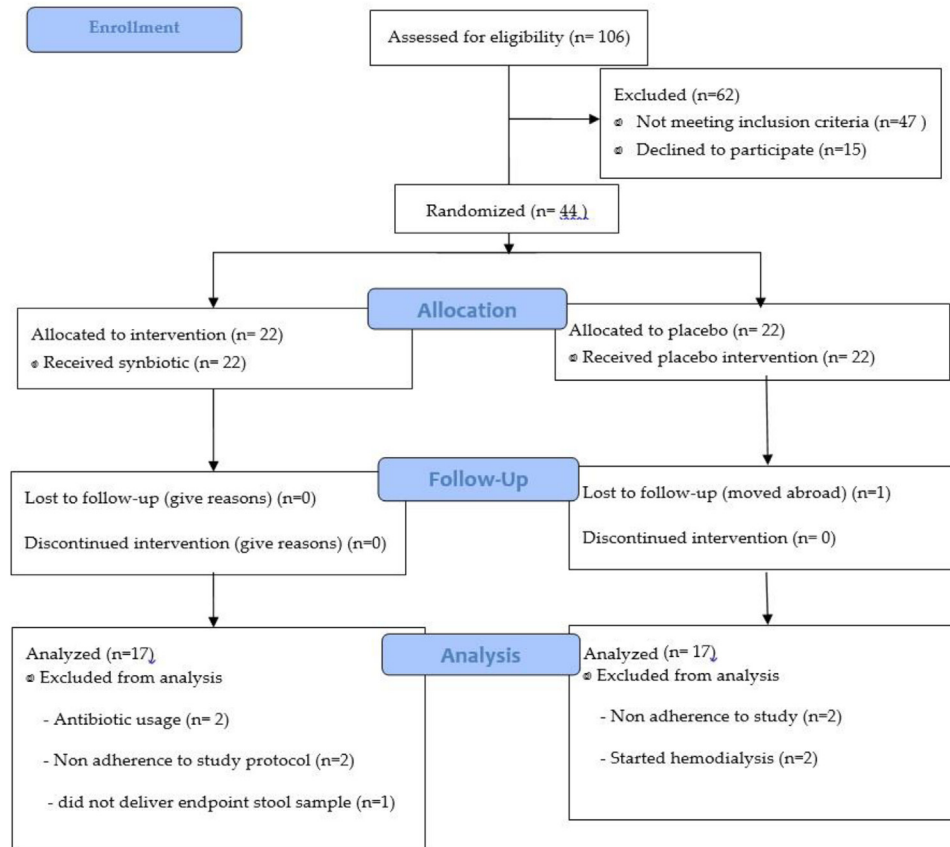 Enrollment
Assessed for eligibility (n= 106)
Excluded (n=62)
Not meeting inclusion criteria (n=47 )
Declined to participate (n=15)
Randomized (n= 44 )
Allocation
Allocated to intervention (n= 22)
Received synbiotic (n= 22)
Allocated to placebo (n= 22)
Received placebo intervention (n= 22)
Follow-Up
Lost to follow-up (give reasons) (n=0)
Discontinued intervention (give reasons) (n=0)
Lost to follow-up (moved abroad) (n=1)
Discontinued intervention (n= 0)
Analysis
Analyzed (n=17)
Excluded from analysis
- Antibiotic usage (n= 2)
- Non adherence to study protocol (n=2)
- did not deliver endpoint stool sample (n=1)
Analyzed (n= 17)
Excluded from analysis
- Non adherence to study (n=2)
- Started hemodialysis (n=2)